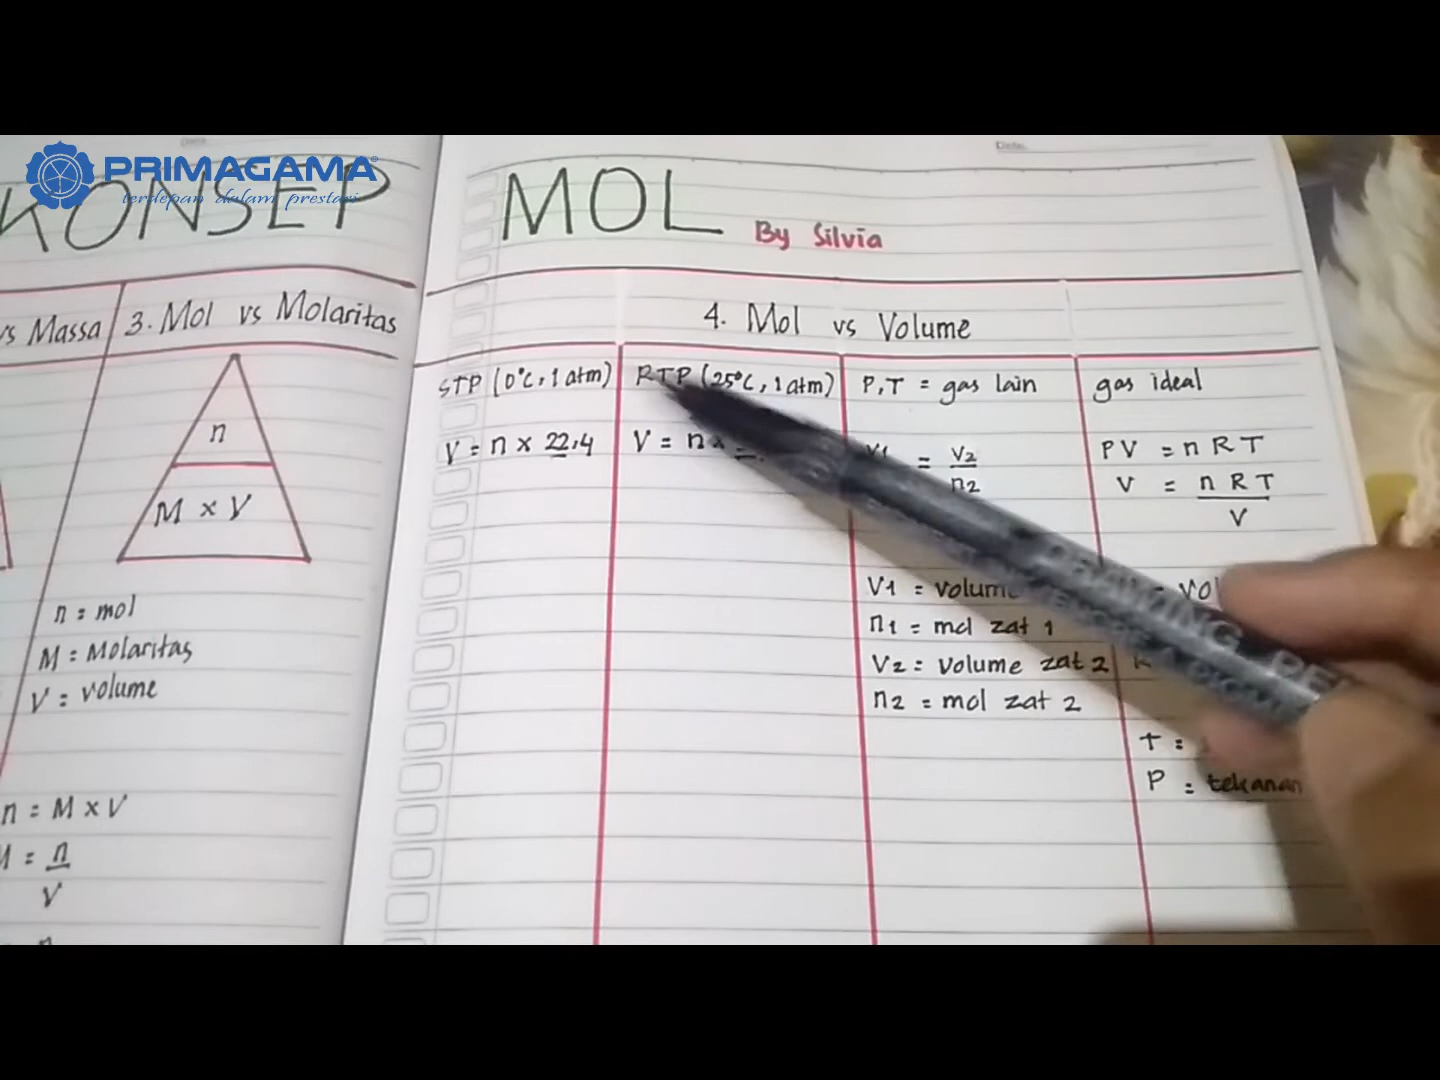 PRIMAGAMA
terdepan dalam prestasi
KONSEP MOL
By Silvia
vs Massa
3. Mol vs Molaritas
n
M x V
n = mol
M = Molaritas
V = volume
n = M x V
M = n
V
n
4. Mol vs Volume
STP (0°C, 1 atm)
V = n x 22,4
RTP (25°C, 1 atm)
V = n x
P, T = gas lain
V1 = V2
n2
V1 = volume
n1 = mol zat 1
V2 = volume zat 2
n2 = mol zat 2
gas ideal
PV = n R T
V = n R T
V
T =
P = tekanan